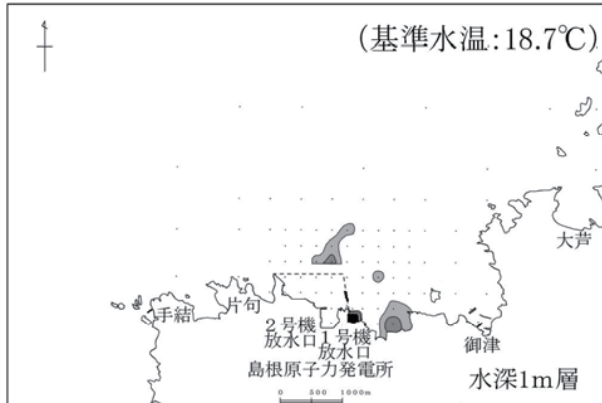 (基準水温:18.7℃)
大芦
手結
片句
2号機
放水口
1号機
放水口
御津
島根原子力発電所
水深1m層
0 500 1000m